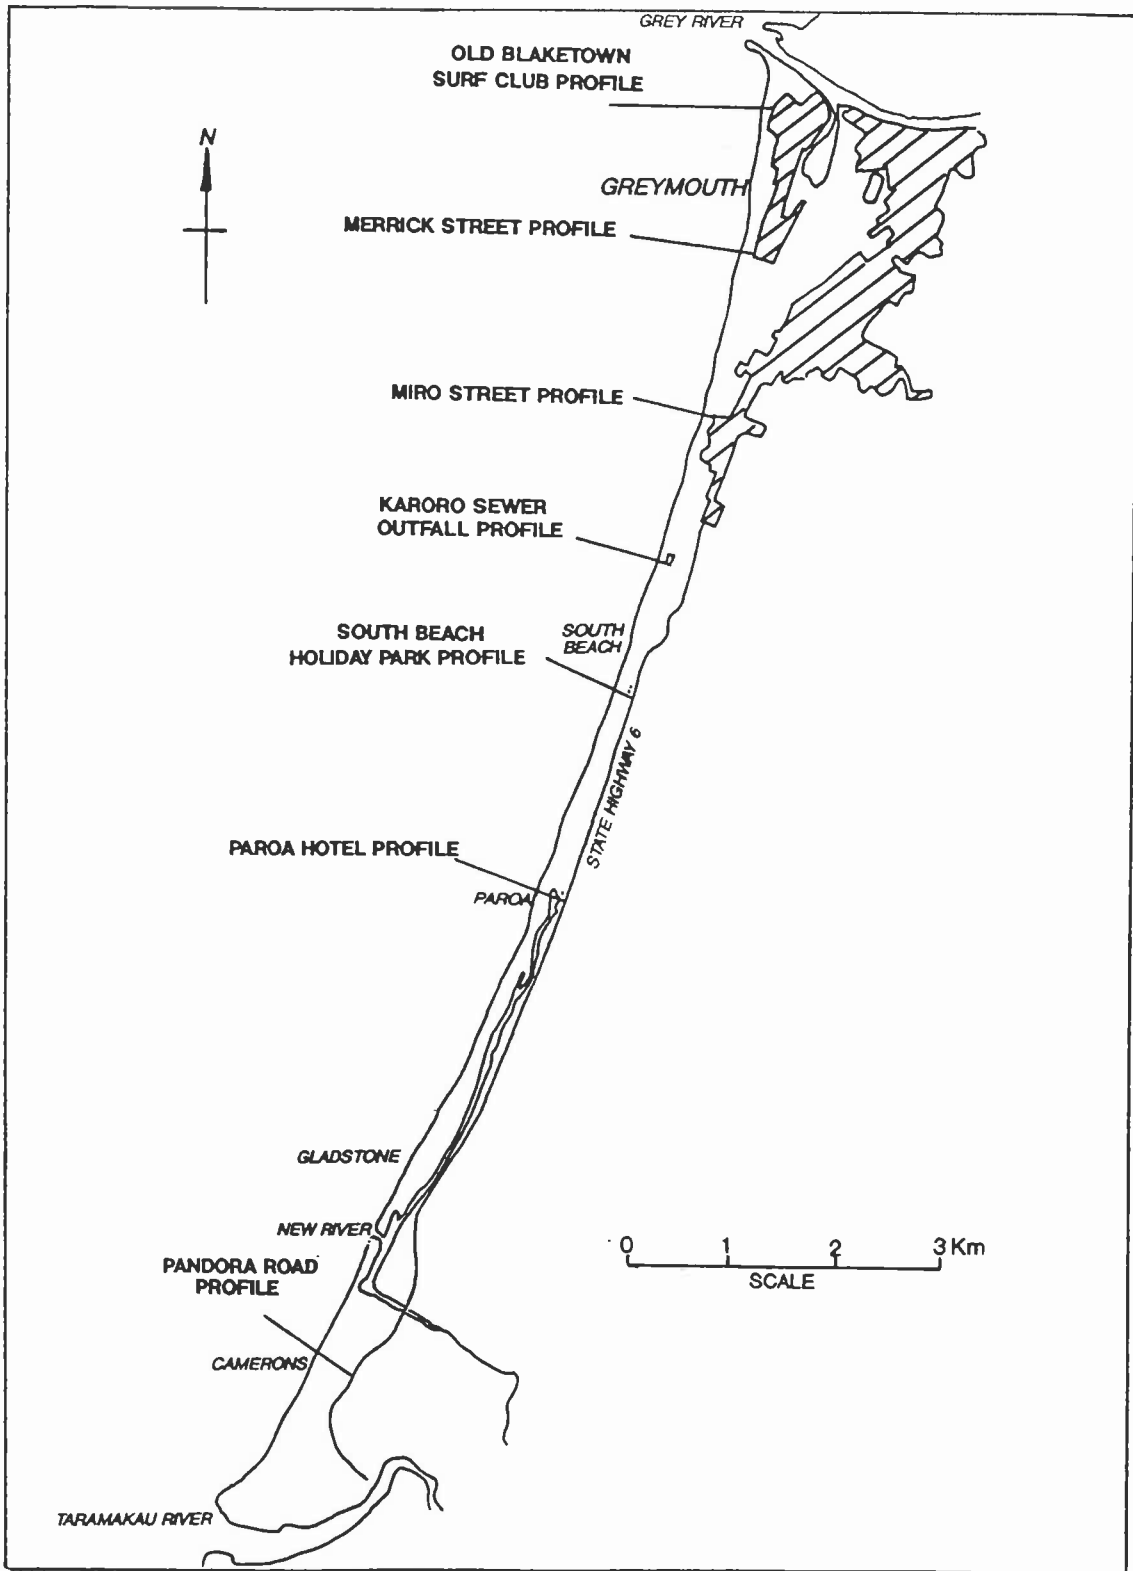 GREY RIVER
OLD BLAKETOWN
SURF CLUB PROFILE
N
GREYMOUTH
MERRICK STREET PROFILE
MIRO STREET PROFILE
KARORO SEWER
OUTFALL PROFILE
SOUTH
BEACH
SOUTH BEACH
HOLIDAY PARK PROFILE
STATE HIGHWAY 6
PAROA HOTEL PROFILE
PAROA
GLADSTONE
NEW RIVER
0 1 2 3 Km
SCALE
PANDORA ROAD
PROFILE
CAMERONS
TARAMAKAU RIVER